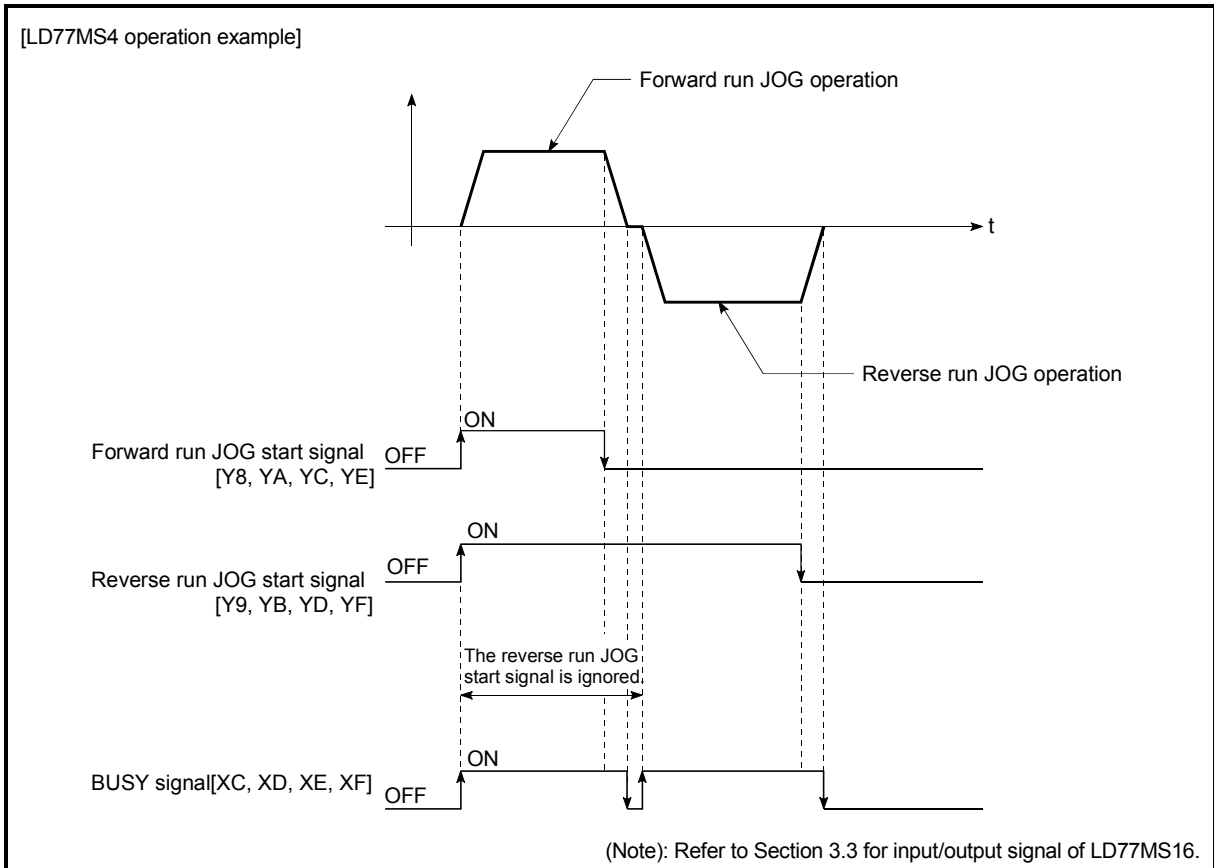 [LD77MS4 operation example]
Forward run JOG operation
t
Reverse run JOG operation
ON
Forward run JOG start signal OFF
[Y8, YA, YC, YE]
ON
OFF
Reverse run JOG start signal
[Y9, YB, YD, YF]
The reverse run JOG
start signal is ignored.
ON
BUSY signal[XC, XD, XE, XF]
OFF
(Note): Refer to Section 3.3 for input/output signal of LD77MS16.